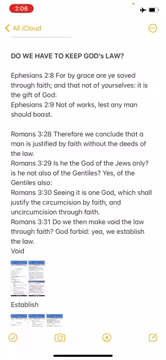 All iCloud
DO WE HAVE TO KEEP GOD'S LAW?
Ephesians 2:8 For by grace are ye saved
through faith; and that not of yourselves: it is
the gift of God:
Ephesians 2:9 Not of works, lest any man
should boast.
Romans 3:28 Therefore we conclude that a
man is justified by faith without the deeds of
the law.
Romans 3:29 Is he the God of the Jews only?
is he not also of the Gentiles? Yes, of the
Gentiles also:
Romans 3:30 Seeing it is one God, which shall
justify the circumcision by faith, and
uncircumcision through faith.
Romans 3:31 Do we then make void the law
through faith? God forbid: yea, we establish
the law.
Void
Establish